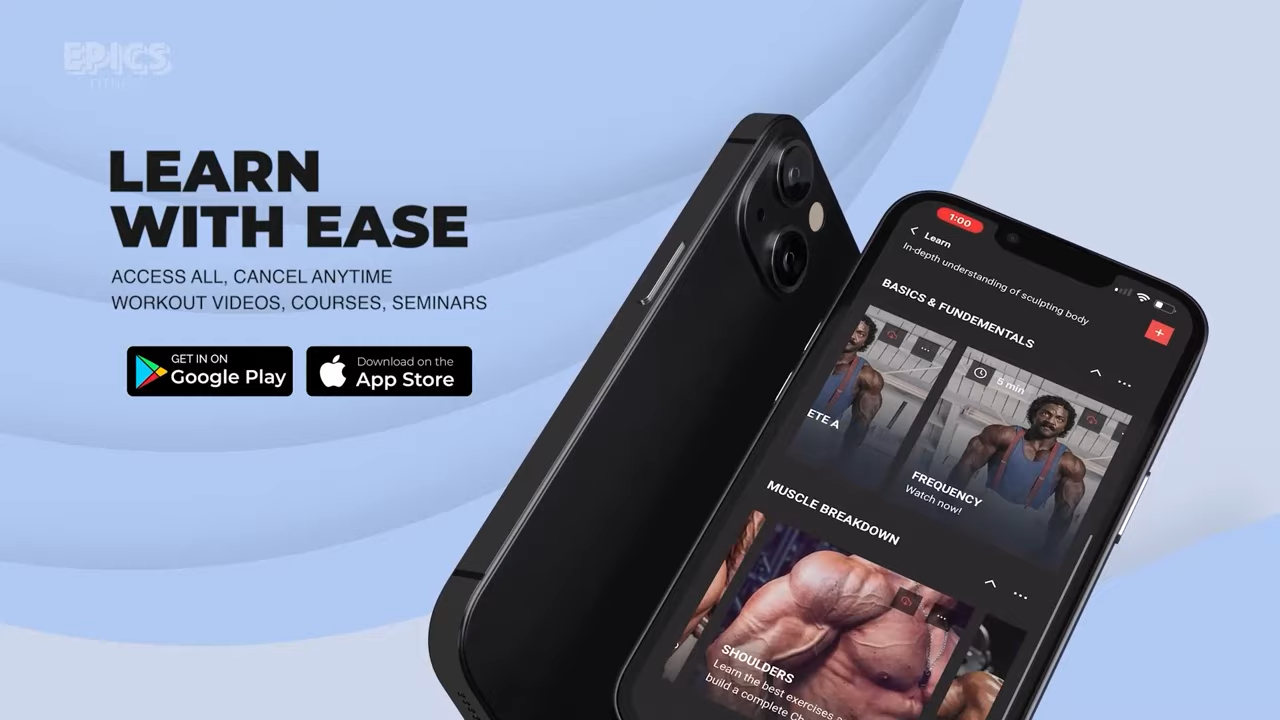 EPICS
LEARN
WITH EASE
ACCESS ALL, CANCEL ANYTIME
WORKOUT VIDEOS, COURSES, SEMINARS
GET IN ON
Google Play
Download on the
App Store
1:00
Learn
In-depth understanding of sculpting body
BASICS & FUNDEMENTALS
ETE A
5 min
FREQUENCY
Watch now!
MUSCLE BREAKDOWN
SHOULDERS
Learn the best exercises
build a complete